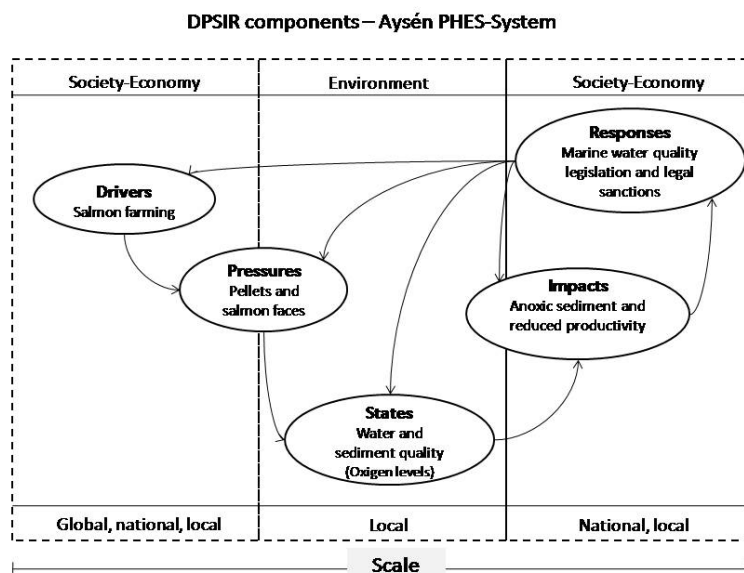 DPSIR components – Aysén PHES-System
Society-Economy
Environment
Society-Economy
Responses
Marine water quality
legislation and legal
sanctions
Drivers
Salmon farming
Pressures
Pellets and
salmon faces
Impacts
Anoxic sediment and
reduced productivity
States
Water and
sediment quality
(Oxigen levels)
Global, national, local
Local
National, local
Scale